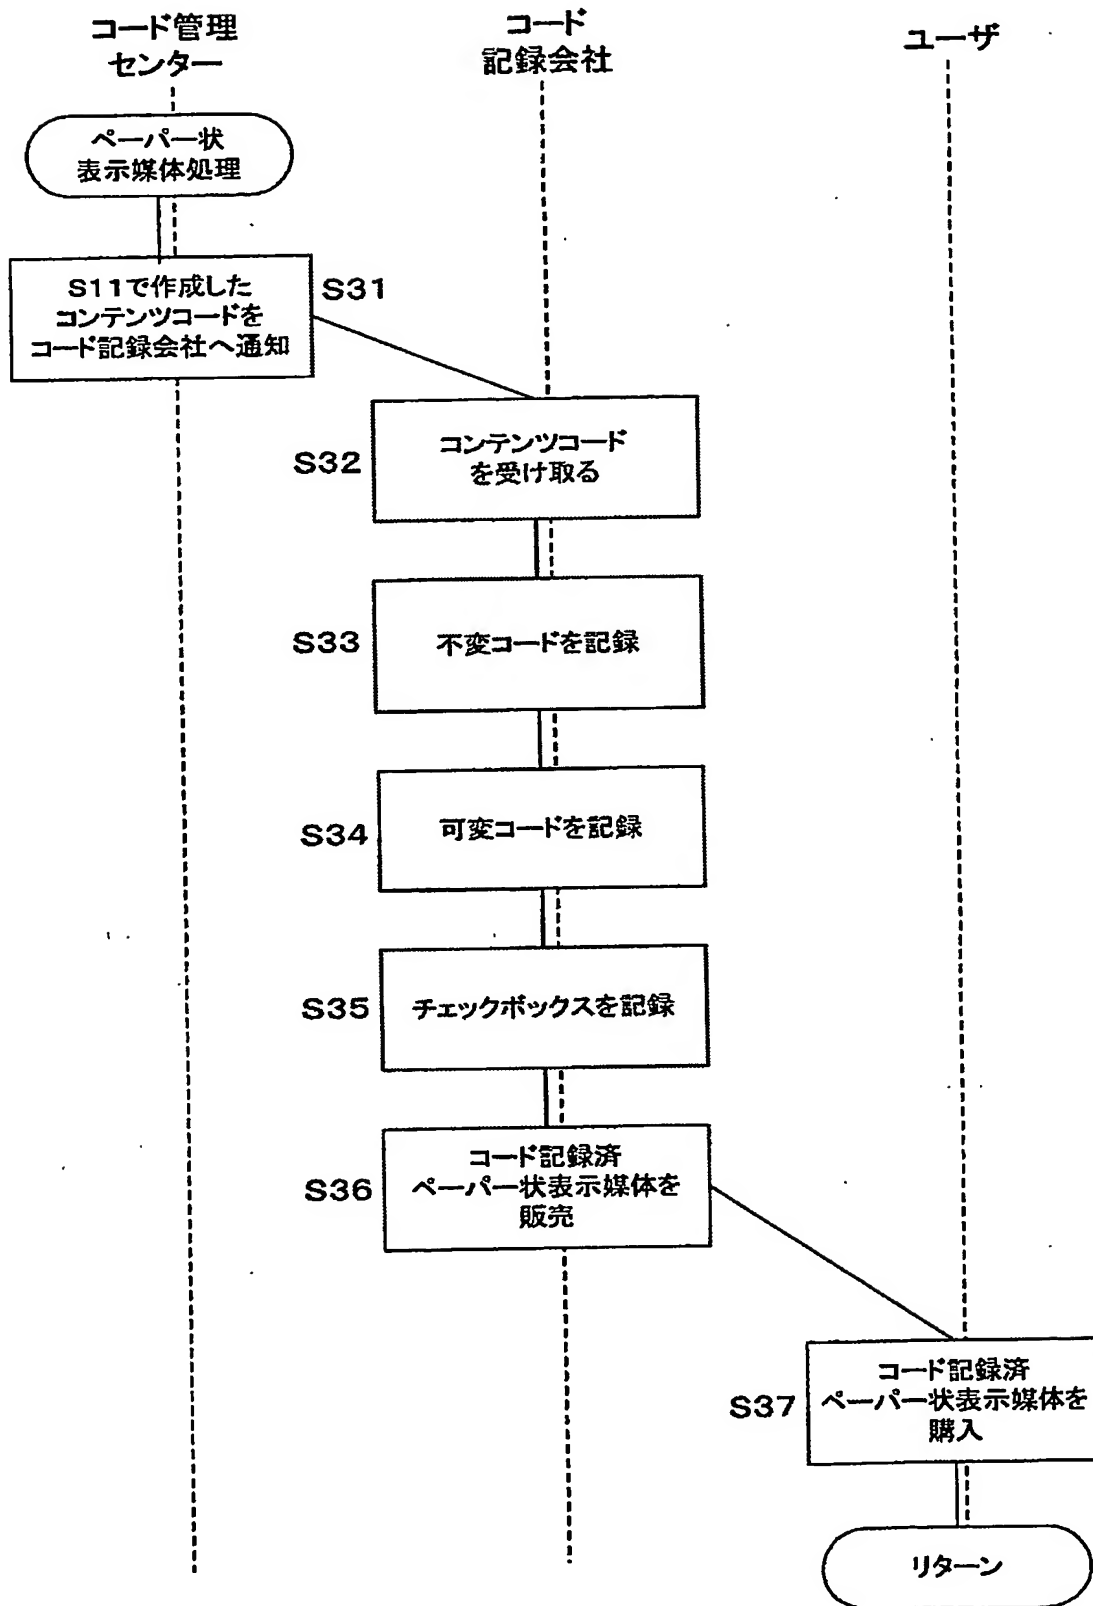 コード管理
センター
コード
記録会社
ユーザ
ペーパー状
表示媒体処理
S11で作成した
コンテンツコードを
コード記録会社へ通知
S31
S32
コンテンツコード
を受け取る
S33
不変コードを記録
S34
可変コードを記録
S35
チェックボックスを記録
S36
コード記録済
ペーパー状表示媒体を
販売
S37
コード記録済
ペーパー状表示媒体を
購入
リターン